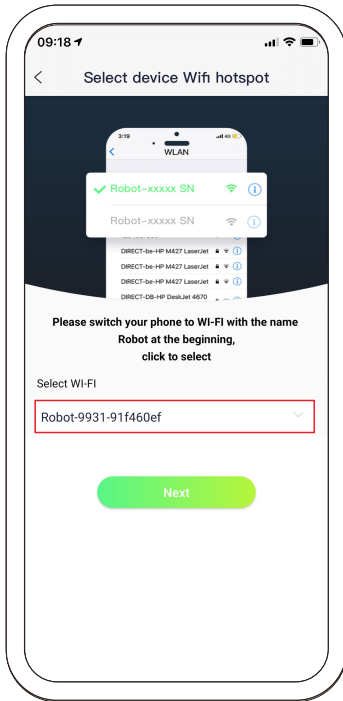 09:18
Select device Wifi hotspot
3:19
4G
WLAN
Robot-xxxxx SN
Robot-xxxxx SN
DIRECT-be-HP M427 LaserJet
DIRECT-be-HP M427 LaserJet
DIRECT-be-HP M427 LaserJet
DIRECT-DB-HP DeskJet 4670
Please switch your phone to WI-FI with the name
Robot at the beginning,
click to select
Select WI-FI
Robot-9931-91f460ef
Next